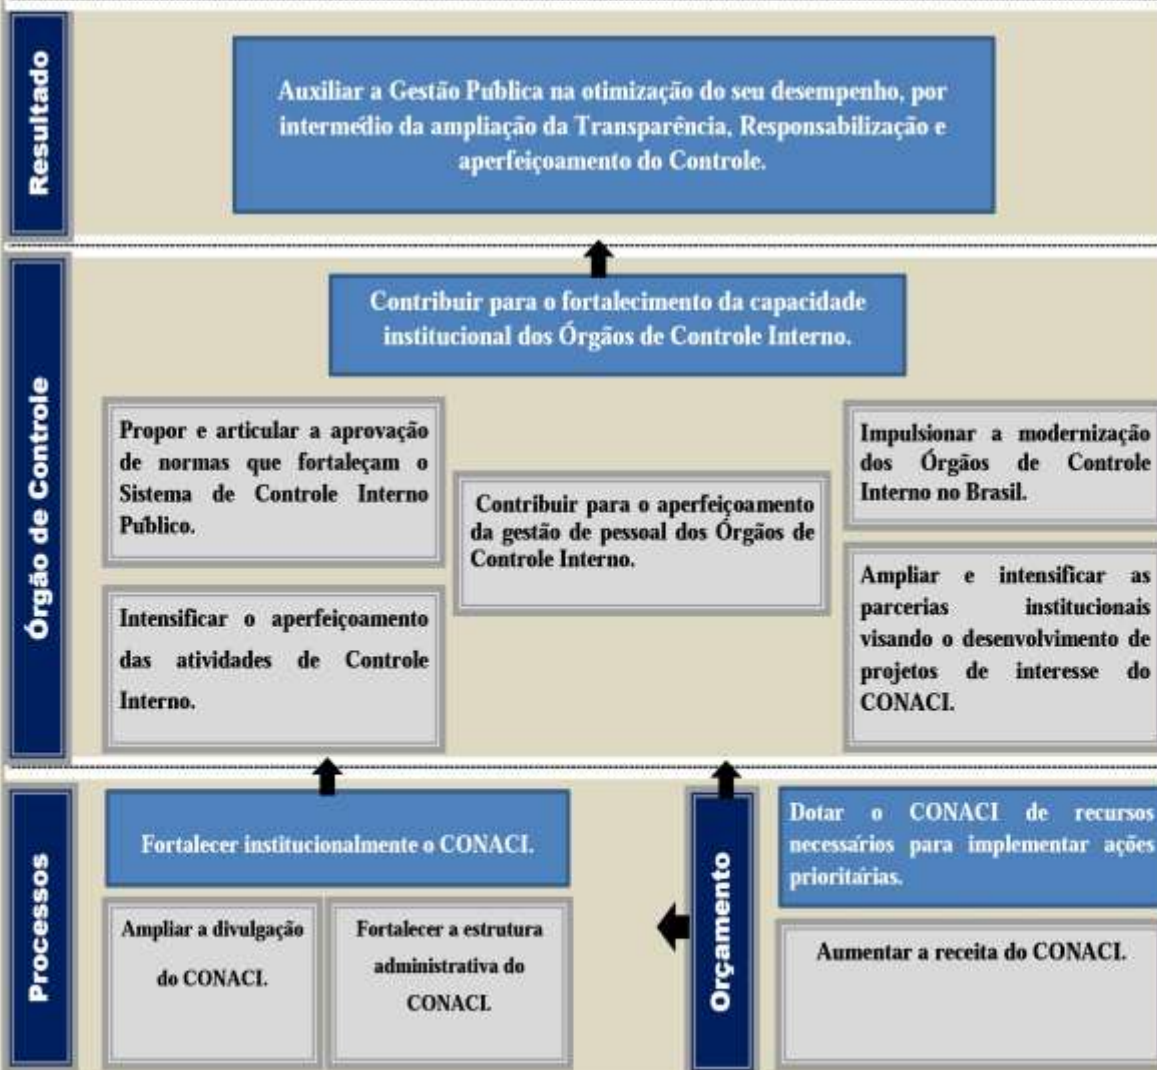 Resultado
Auxiliar a Gestão Publica na otimização do seu desempenho, por
intermédio da ampliação da Transparência, Responsabilização e
aperfeiçoamento do Controle.
Órgão de Controle
Contribuir para o fortalecimento da capacidade
institucional dos Órgãos de Controle Interno.
Propor e articular a aprovação
de normas que fortaleçam o
Sistema de Controle Interno
Publico.
Intensificar o aperfeiçoamento
das atividades de Controle
Interno.
Contribuir para o aperfeiçoamento
da gestão de pessoal dos Órgãos de
Controle Interno.
Impulsionar a modernização
dos Órgãos de Controle
Interno no Brasil.
Ampliar e intensificar as
parcerias institucionais
visando o desenvolvimento de
projetos de interesse do
CONACI.
Processos
Fortalecer institucionalmente o CONACI.
Ampliar a divulgação
do CONACI.
Fortalecer a estrutura
administrativa do
CONACI.
Orçamento
Dotar o CONACI de recursos
necessários para implementar ações
prioritárias.
Aumentar a receita do CONACI.